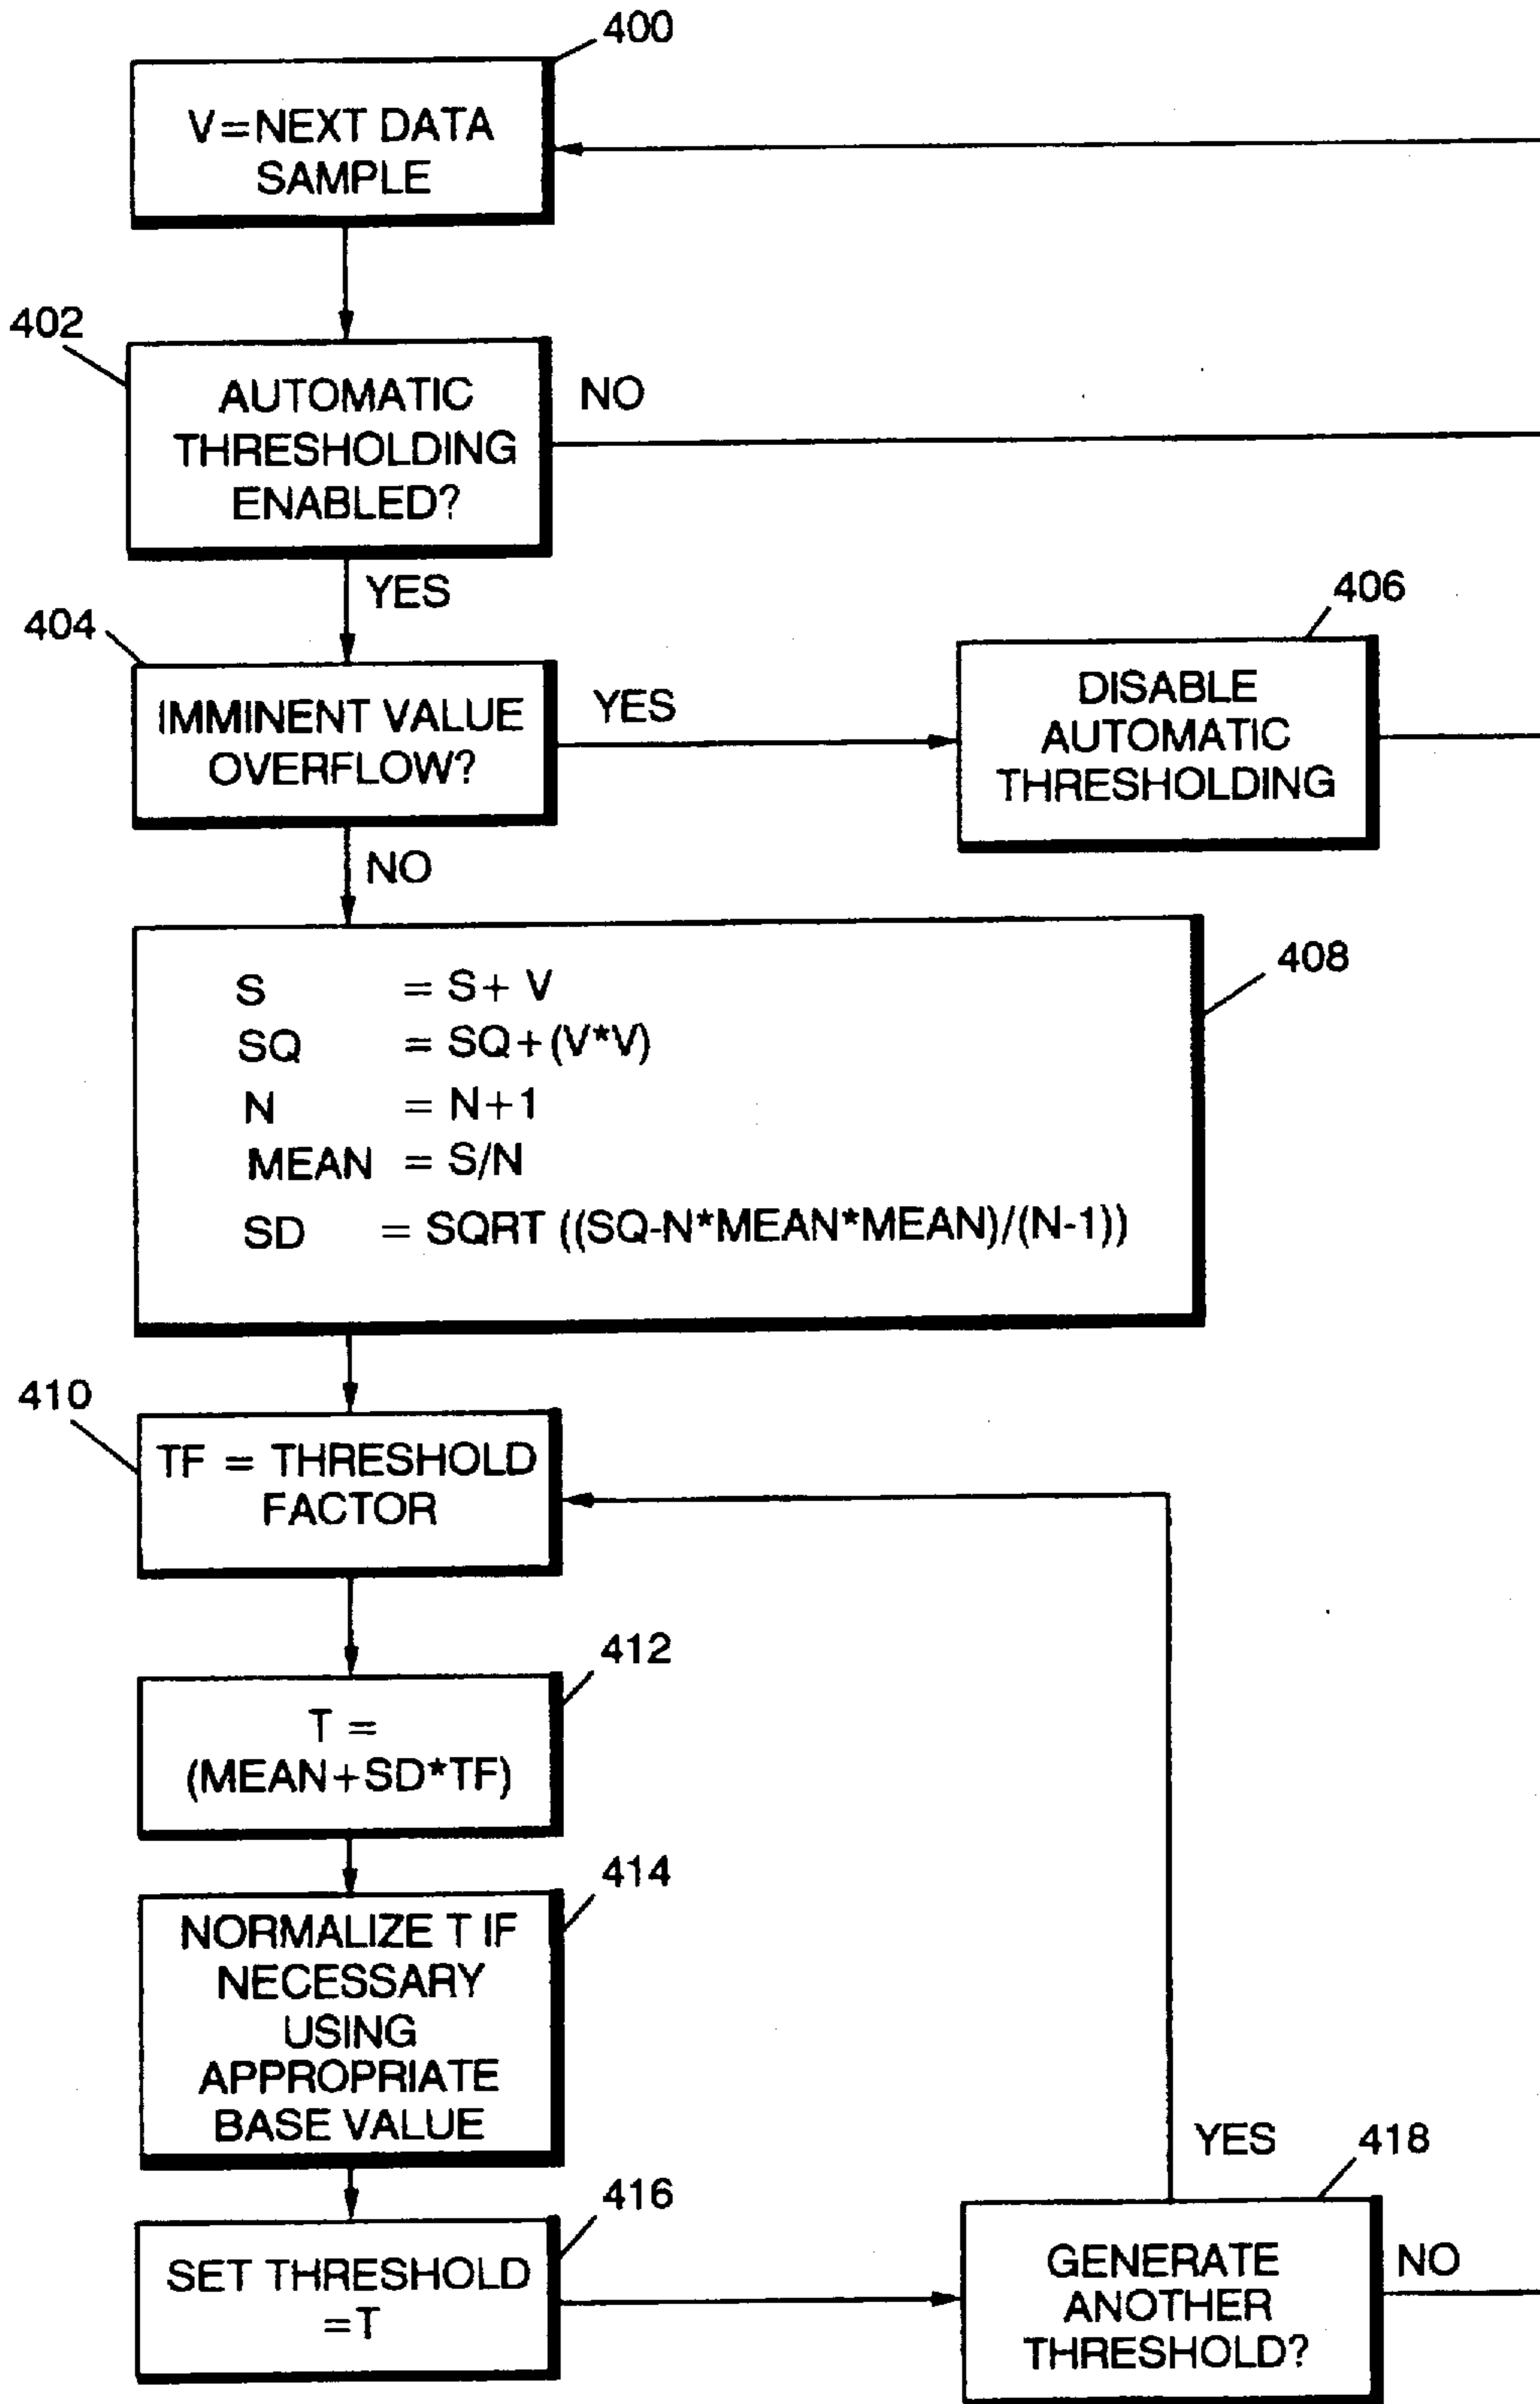 400
V=NEXT DATA
SAMPLE
402
AUTOMATIC
THRESHOLDING
ENABLED?
NO
YES
404
IMMINENT VALUE
OVERFLOW?
YES
406
DISABLE
AUTOMATIC
THRESHOLDING
NO
408
S = S+ V
SQ = SQ+(V*V)
N = N+1
MEAN = S/N
SD = SQRT ((SQ-N*MEAN*MEAN)/(N-1))
410
TF = THRESHOLD
FACTOR
412
T =
(MEAN+SD*TF)
414
NORMALIZE T IF
NECESSARY
USING
APPROPRIATE
BASE VALUE
416
SET THRESHOLD
=T
YES
418
GENERATE
ANOTHER
THRESHOLD?
NO